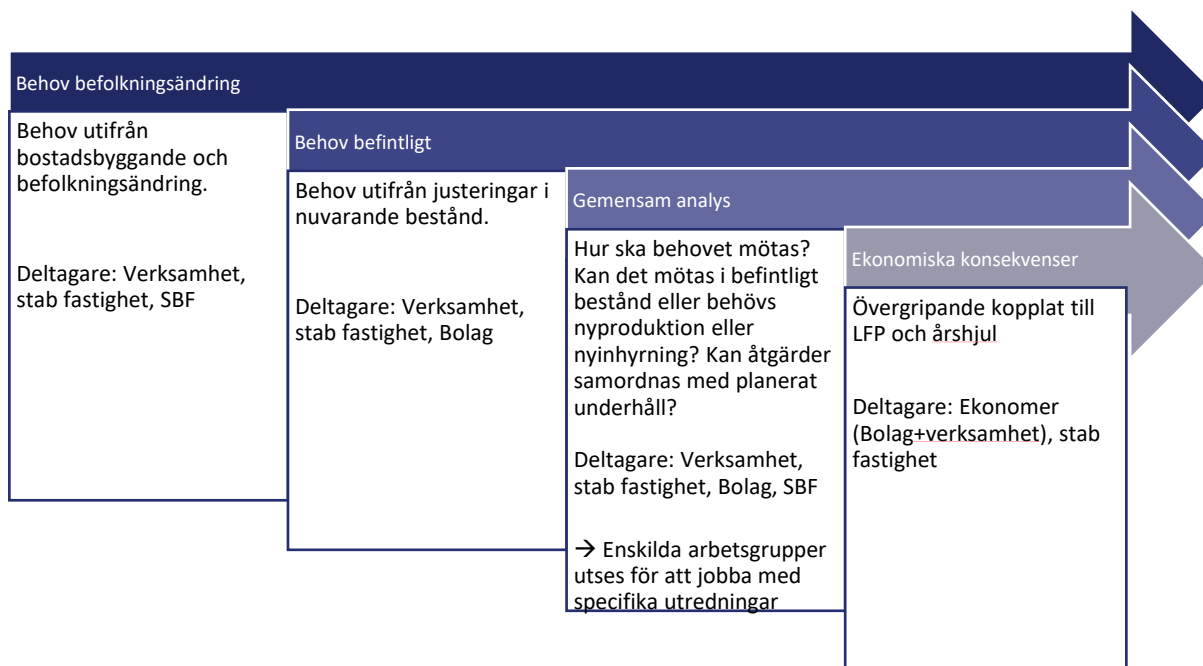 Behov befolkningsändring
Behov utifrån
bostadsbyggande och
befolkningsändring.
Deltagare: Verksamhet,
stab fastighet, SBF
Behov befintligt
Behov utifrån justeringar i
nuvarande bestånd.
Deltagare: Verksamhet,
stab fastighet, Bolag
Gemensam analys
Hur ska behovet mötas?
Kan det mötas i befintligt
bestånd eller behövs
nyproduktion eller
nyinhyrning? Kan åtgärder
samordnas med planerat
underhåll?
Deltagare: Verksamhet,
stab fastighet, Bolag, SBF
→ Enskilda arbetsgrupper
utses för att jobba med
specifika utredningar
Ekonomiska konsekvenser
Övergripande kopplat till
LFP och årshjul
Deltagare: Ekonomer
(Bolag+verksamhet), stab
fastighet